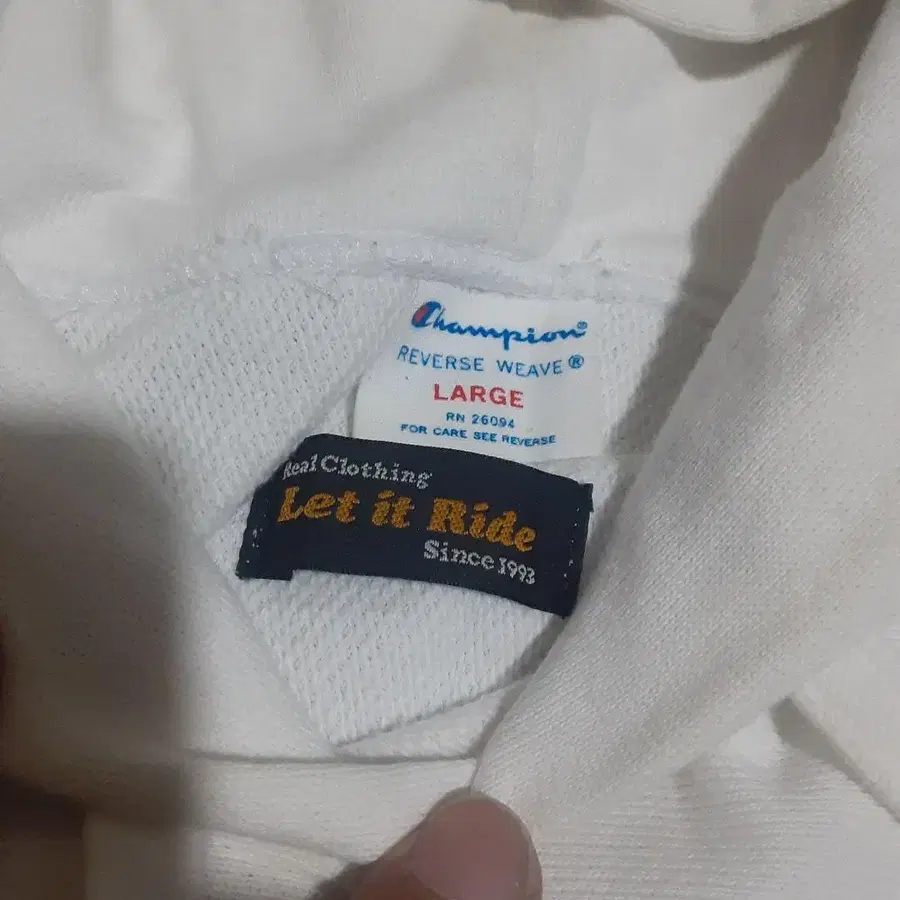 Champion®
REVERSE WEAVE®
LARGE
RN 26094
FOR CARE SEE REVERSE
Real Clothing
Let it Ride
Since 1993